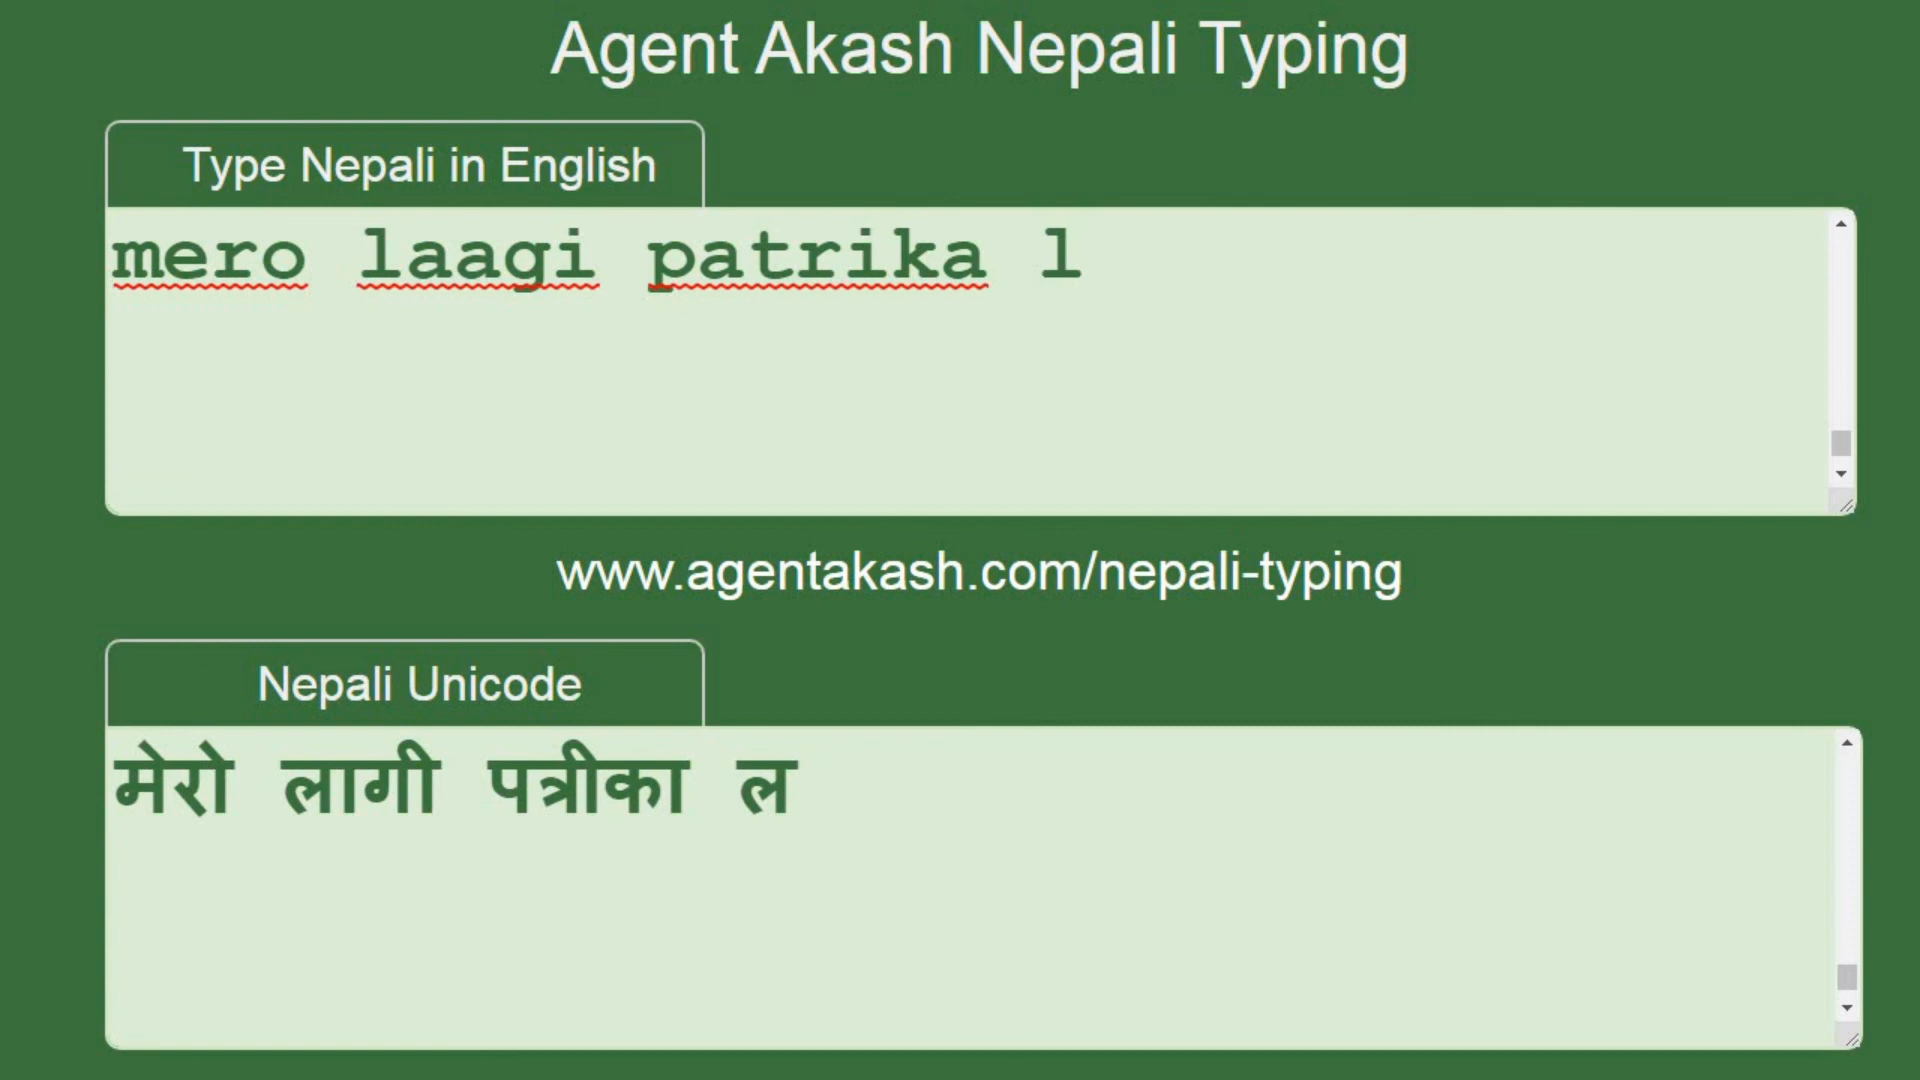 Agent Akash Nepali Typing
Type Nepali in English
mero laagi patrika l
www.agentakash.com/nepali-typing
Nepali Unicode
मेरो लागी पत्रीका ल